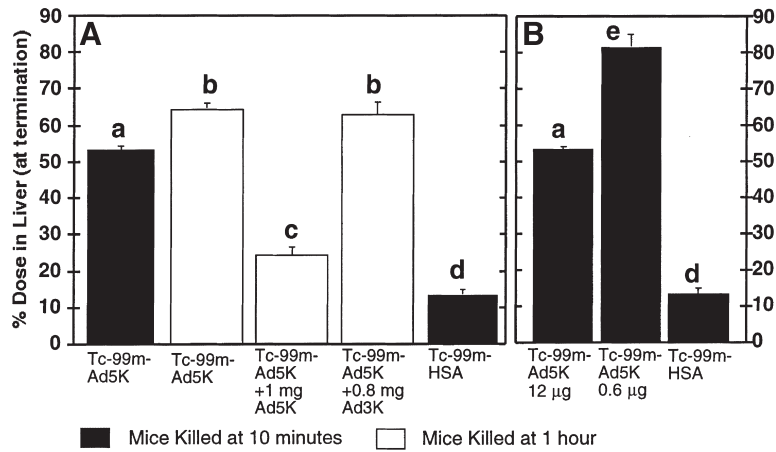 A
B
% Dose in Liver (at termination)
90
80
70
60
50
40
30
20
10
0
a
b
c
b
d
a
e
d
90
80
70
60
50
40
30
20
10
0
Tc-99m-
Ad5K
Tc-99m-
Ad5K
Tc-99m-
Ad5K
+1 mg
Ad5K
Tc-99m-
Ad5K
+0.8 mg
Ad3K
Tc-99m-
HSA
Tc-99m-
Ad5K
12 µg
Tc-99m-
Ad5K
0.6 µg
Tc-99m-
HSA
Mice Killed at 10 minutes
Mice Killed at 1 hour